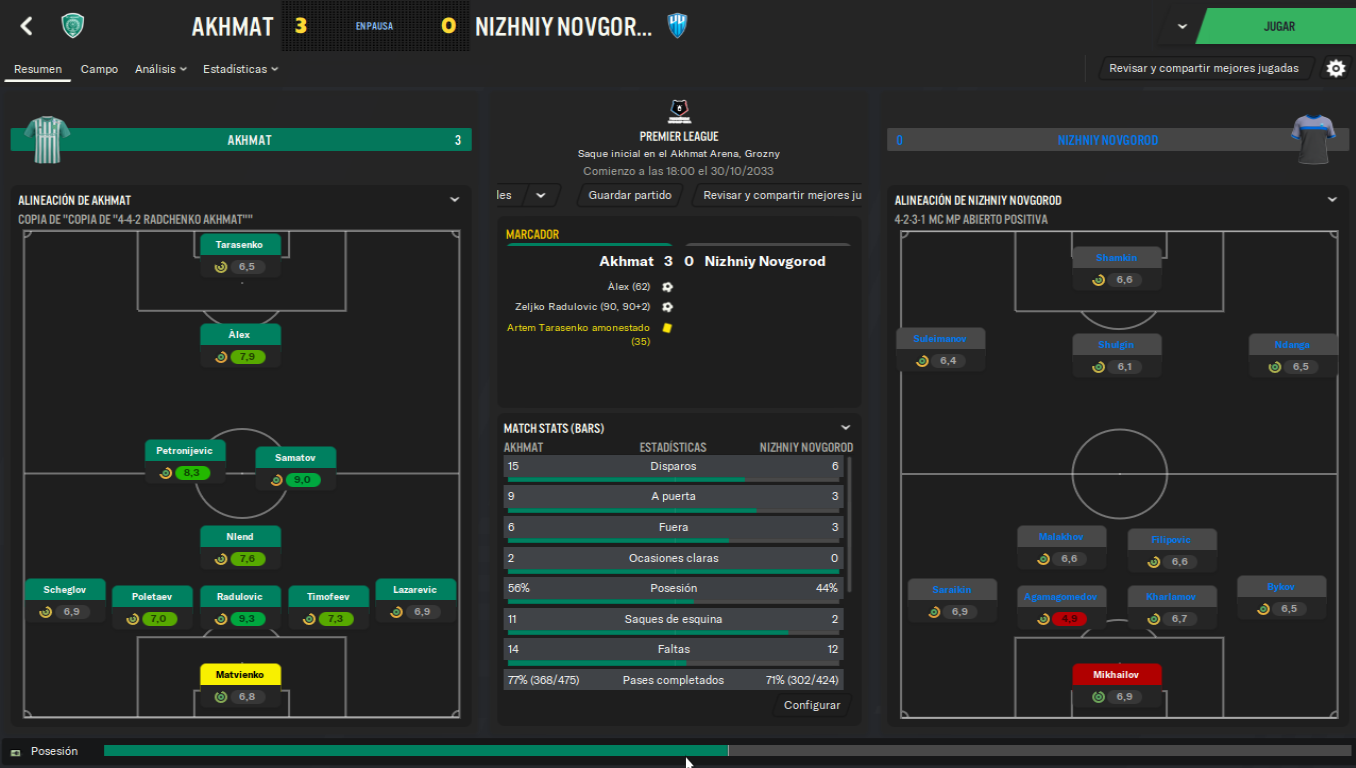 AKHMAT 3 EN PAUSA 0 NIZHNIY NOVGOR...
JUGAR
Resumen Campo Análisis Estadísticas
Revisar y compartir mejores jugadas
AKHMAT 3
ALINEACIÓN DE AKHMAT
COPIA DE "COPIA DE "4-4-2 RADCHENKO AKHMAT""
Tarasenko
6,5
Àlex
7,9
Petronijevic
8,3
Samatov
9,0
Nlend
7,6
Scheglov
6,9
Poletaev
7,0
Radulovic
9,3
Timofeev
7,3
Lazarevic
6,9
Matvienko
6,8
PREMIER LEAGUE
Saque inicial en el Akhmat Arena, Grozny
Comienzo a las 18:00 el 30/10/2033
les Guardar partido Revisar y compartir mejores ju
MARCADOR
Akhmat 3 0 Nizhniy Novgorod
Àlex (62)
Zeljko Radulovic (90, 90+2)
Artem Tarasenko amonestado
(35)
MATCH STATS (BARS)
AKHMAT ESTADÍSTICAS NIZHNIY NOVGOROD
15 Disparos 6
9 A puerta 3
6 Fuera 3
2 Ocasiones claras 0
56% Posesión 44%
11 Saques de esquina 2
14 Faltas 12
77% (368/475) Pases completados 71% (302/424)
Configurar
0 NIZHNIY NOVGOROD
ALINEACIÓN DE NIZHNIY NOVGOROD
4-2-3-1 MC MP ABIERTO POSITIVA
Shamkin
6,6
Suleimanov
6,4
Shulgin
6,1
Ndanga
6,5
Malakhov
6,6
Filipovic
6,6
Saraikin
6,9
Agamagomedov
4,9
Kharlamov
6,7
Bykov
6,5
Mikhailov
6,9
Posesión